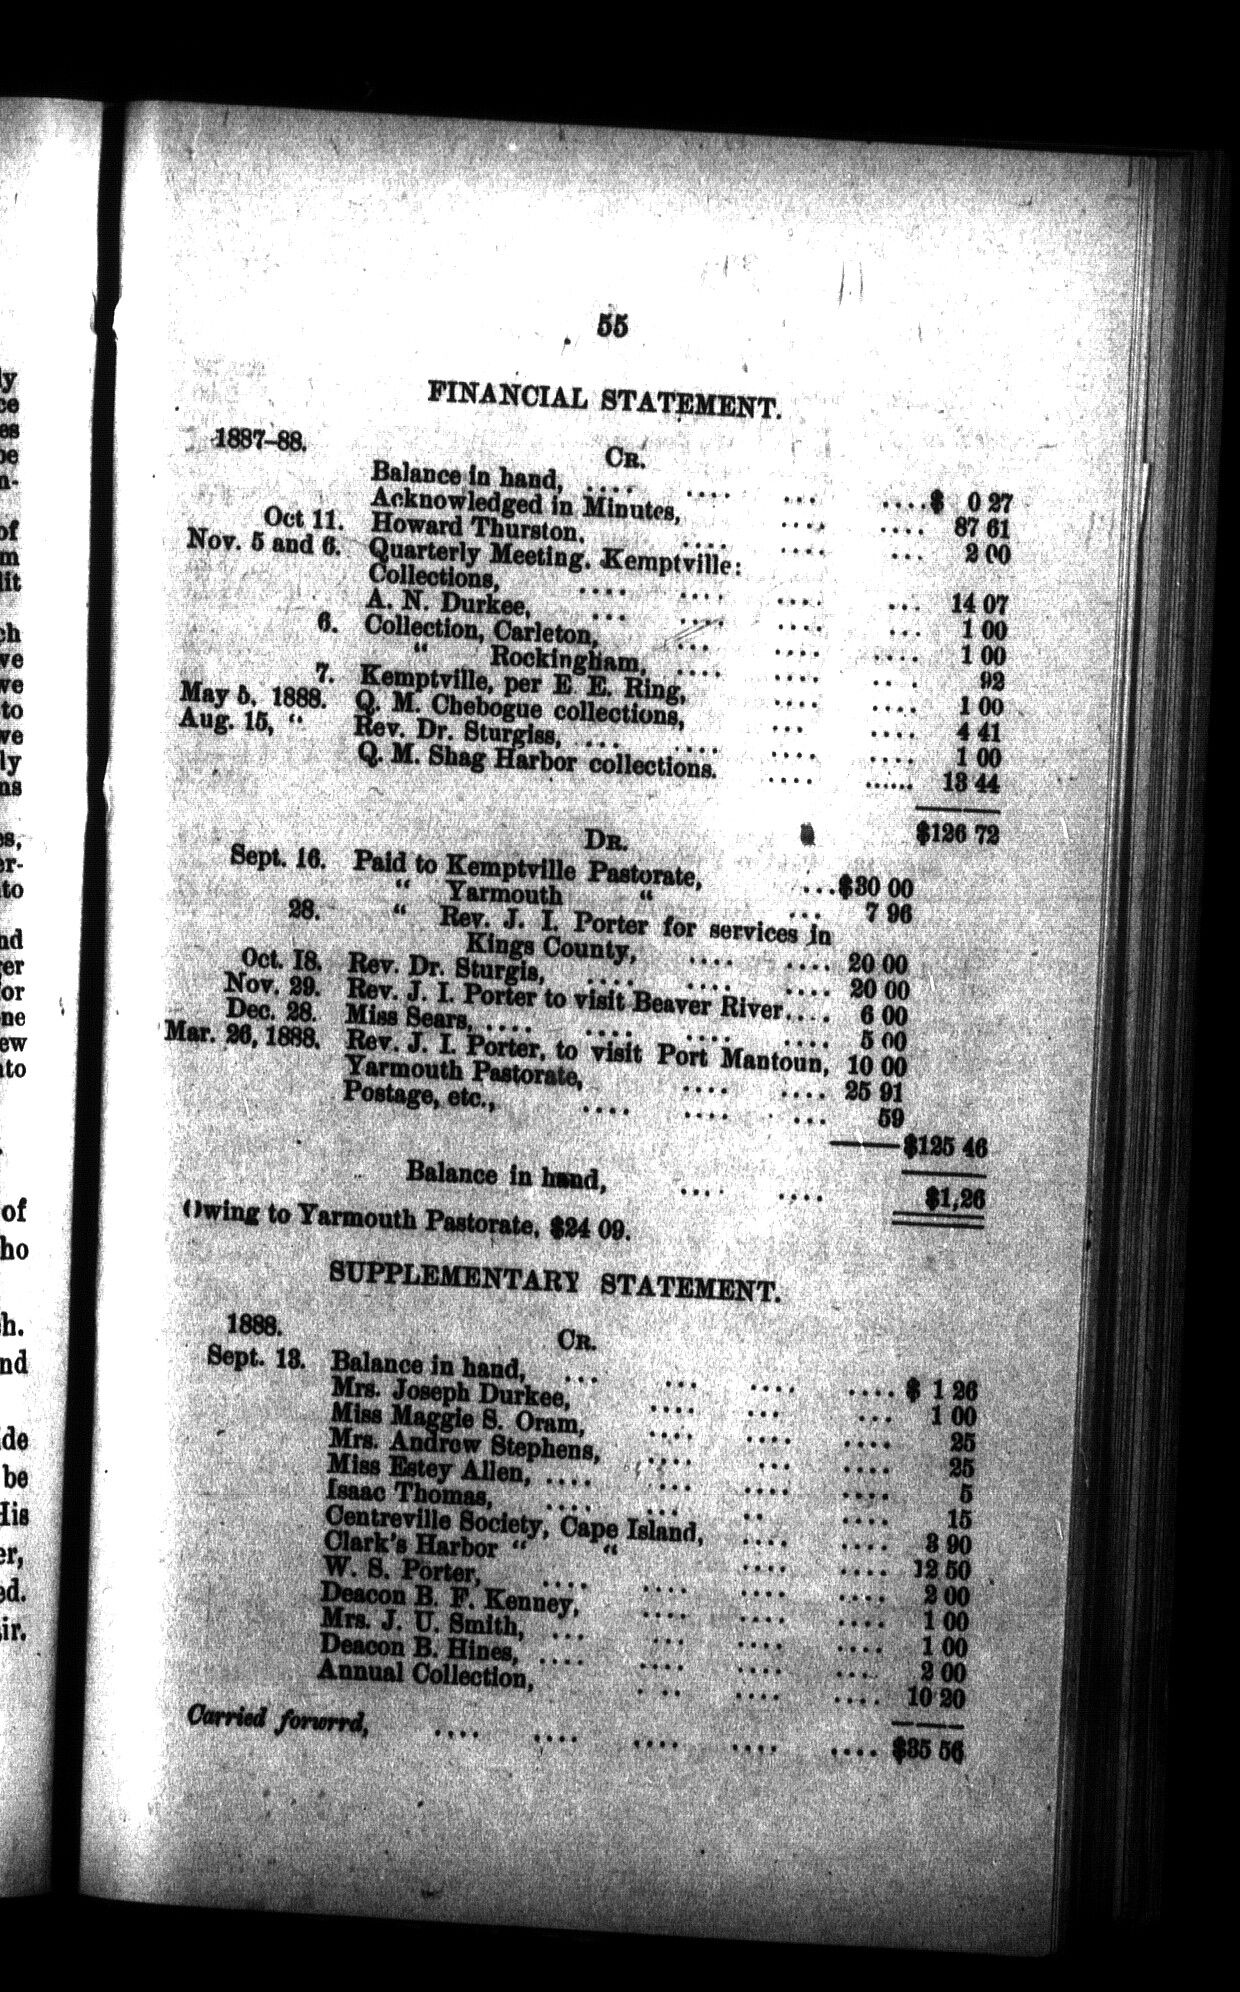 55
FINANCIAL STATEMENT.
1887–88.
CR.
Balance in hand, .... .... ... ....$ 0 27
Acknowledged in Minutes, .... .... 87 61
Oct 11. Howard Thurston. .... .... ... 2 00
Nov. 5 and 6. Quarterly Meeting. Kemptville:
Collections, .... .... .... ... 14 07
A. N. Durkee, ... .... .... ... 1 00
6. Collection, Carleton, ... .... .... 1 00
“ Rockingham, .... .... ... . 92
7. Kemptville, per E E. Ring, .... .... 1 00
May 5, 1888. Q. M. Chebogue collections, ... .... 4 41
Aug. 15, “ Rev. Dr. Sturgiss, .... .... .... .... 1 00
Q. M. Shag Harbor collections. .... ...... 13 44
$126 72
DR.
Sept. 16. Paid to Kemptville Pastorate, ...$30 00
“ Yarmouth “ ... 7 96
28. “ Rev. J. I. Porter for services in
Kings County, .... .... 20 00
Oct. I8. Rev. Dr. Sturgis, .... .... .... 20 00
Nov. 29. Rev. J. I. Porter to visit Beaver River.... 6 00
Dec. 28. Miss Sears, .... .... .... .... 5 00
Mar. 26, 1888. Rev. J. I. Porter, to visit Port Mantoun, 10 00
Yarmouth Pastorate, .... .... 25 91
Postage, etc., .... .... ... 59
$125 46
Balance in hand, .... .... $1,26
Owing to Yarmouth Pastorate, $24 09.
SUPPLEMENTARY STATEMENT.
1888.
CR.
Sept. 13. Balance in hand, ... ... .... ....$ 1 26
Mrs. Joseph Durkee, .... ... ... 1 00
Miss Maggie S. Oram, .... .... .... 25
Mrs. Andrew Stephens, .... ... .... 25
Miss Estey Allen, .... ... .... .... 5
Isaac Thomas, .... ... .. .... 15
Centreville Society, Cape Island, .... .... 3 90
Clark's Harbor “ “ .... .... 12 50
W. S. Porter, .... .... .... .... 2 00
Deacon B. F. Kenney, .... .... .... 1 00
Mrs. J. U. Smith, ... ... .... .... 1 00
Deacon B. Hines, .... .... .... .... 2 00
Annual Collection, ... .... .... 10 20
Carried forwrrd, .... .... .... .... .... $35 56